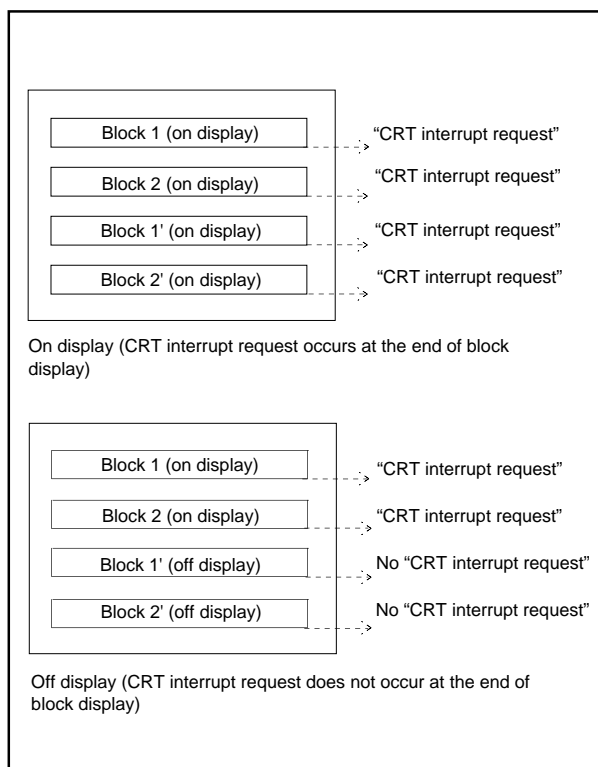 Block 1 (on display)
“CRT interrupt request”
Block 2 (on display)
“CRT interrupt request”
Block 1' (on display)
“CRT interrupt request”
Block 2' (on display)
“CRT interrupt request”
On display (CRT interrupt request occurs at the end of block
display)
Block 1 (on display)
“CRT interrupt request”
Block 2 (on display)
“CRT interrupt request”
Block 1' (off display)
No “CRT interrupt request”
Block 2' (off display)
No “CRT interrupt request”
Off display (CRT interrupt request does not occur at the end of
block display)